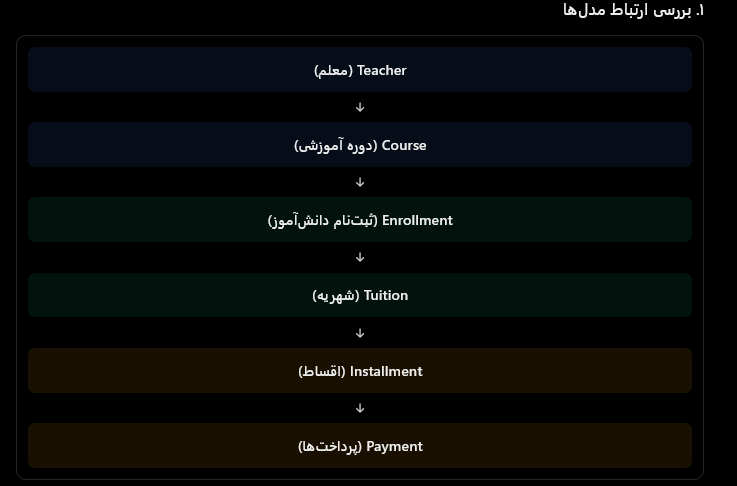 ۱. بررسی ارتباط مدل‌ها
Teacher (معلم)
↓
Course (دوره آموزشی)
↓
Enrollment (ثبت‌نام دانش‌آموز)
↓
Tuition (شهریه)
↓
Installment (اقساط)
↓
Payment (پرداخت‌ها)